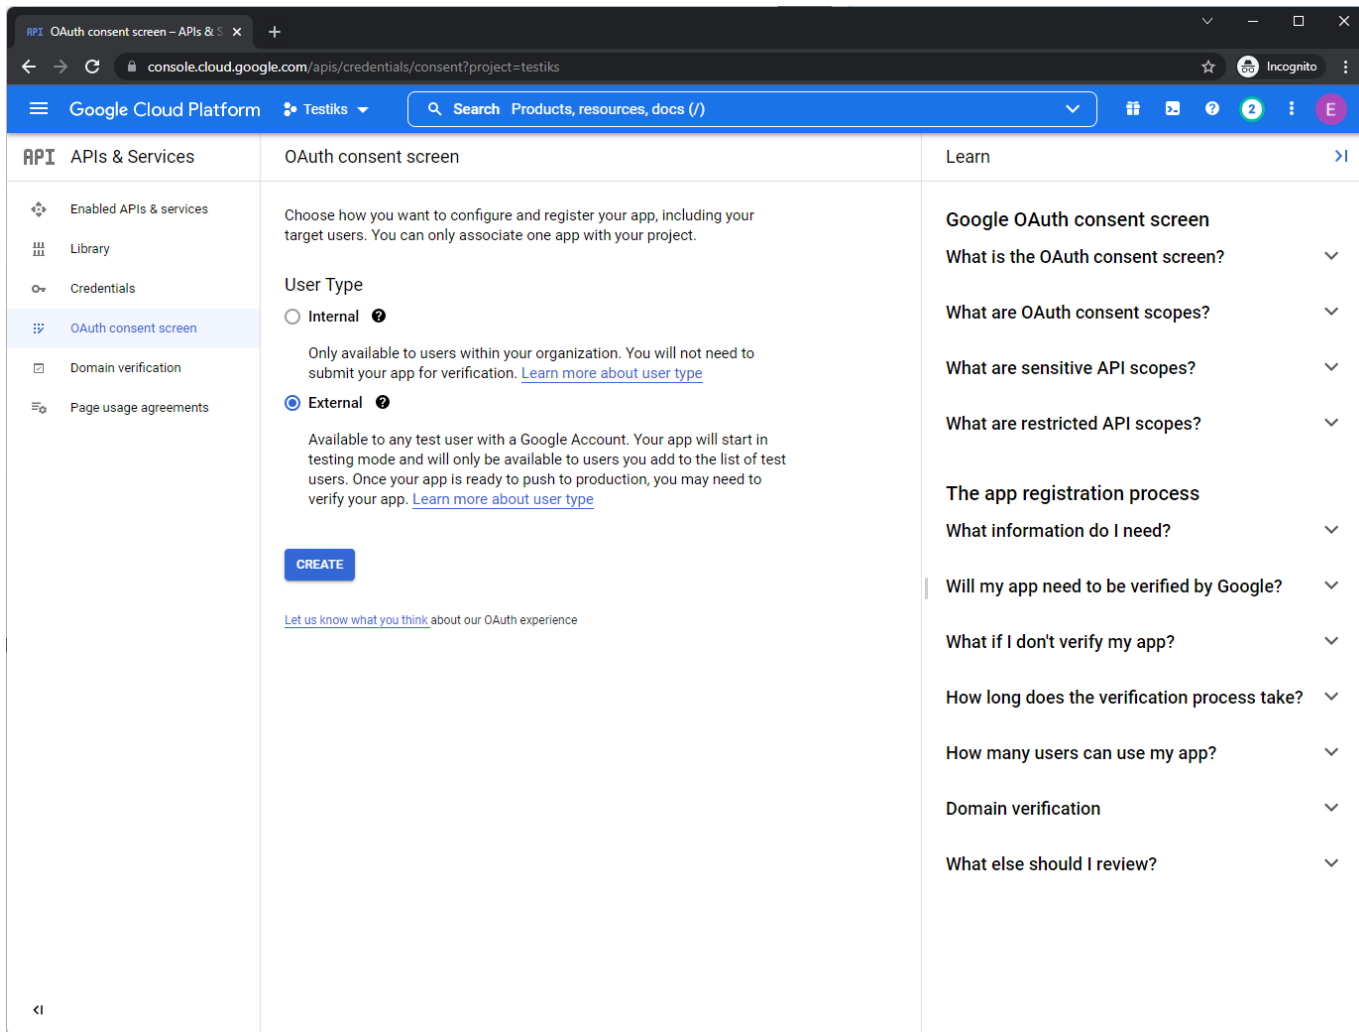 API OAuth consent screen – APIs & S
console.cloud.google.com/apis/credentials/consent?project=testiks
Incognito
Google Cloud Platform
Testiks
Search Products, resources, docs (/)
2
E
API APIs & Services
Enabled APIs & services
Library
Credentials
OAuth consent screen
Domain verification
Page usage agreements
OAuth consent screen
Choose how you want to configure and register your app, including your
target users. You can only associate one app with your project.
User Type
Internal
Only available to users within your organization. You will not need to
submit your app for verification. Learn more about user type
External
Available to any test user with a Google Account. Your app will start in
testing mode and will only be available to users you add to the list of test
users. Once your app is ready to push to production, you may need to
verify your app. Learn more about user type
CREATE
Let us know what you think about our OAuth experience
Learn
Google OAuth consent screen
What is the OAuth consent screen?
What are OAuth consent scopes?
What are sensitive API scopes?
What are restricted API scopes?
The app registration process
What information do I need?
Will my app need to be verified by Google?
What if I don't verify my app?
How long does the verification process take?
How many users can use my app?
Domain verification
What else should I review?